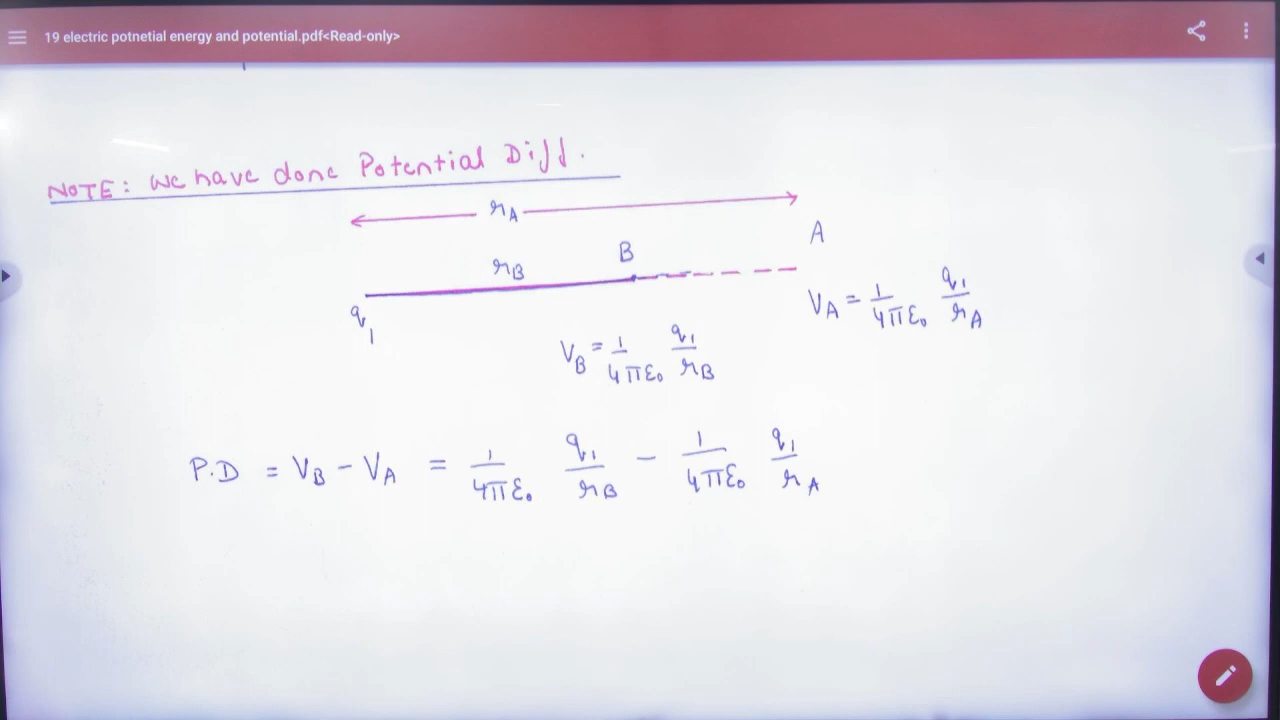 19 electric potnetial energy and potential.pdf<Read-only>
NOTE: We have done Potential Diff.
r_A
A
B
r_B
q_1
V_A = 1/4πε₀ q_1/r_A
V_B = 1/4πε₀ q_1/r_B
P.D = V_B - V_A = 1/4πε₀ q_1/r_B - 1/4πε₀ q_1/r_A